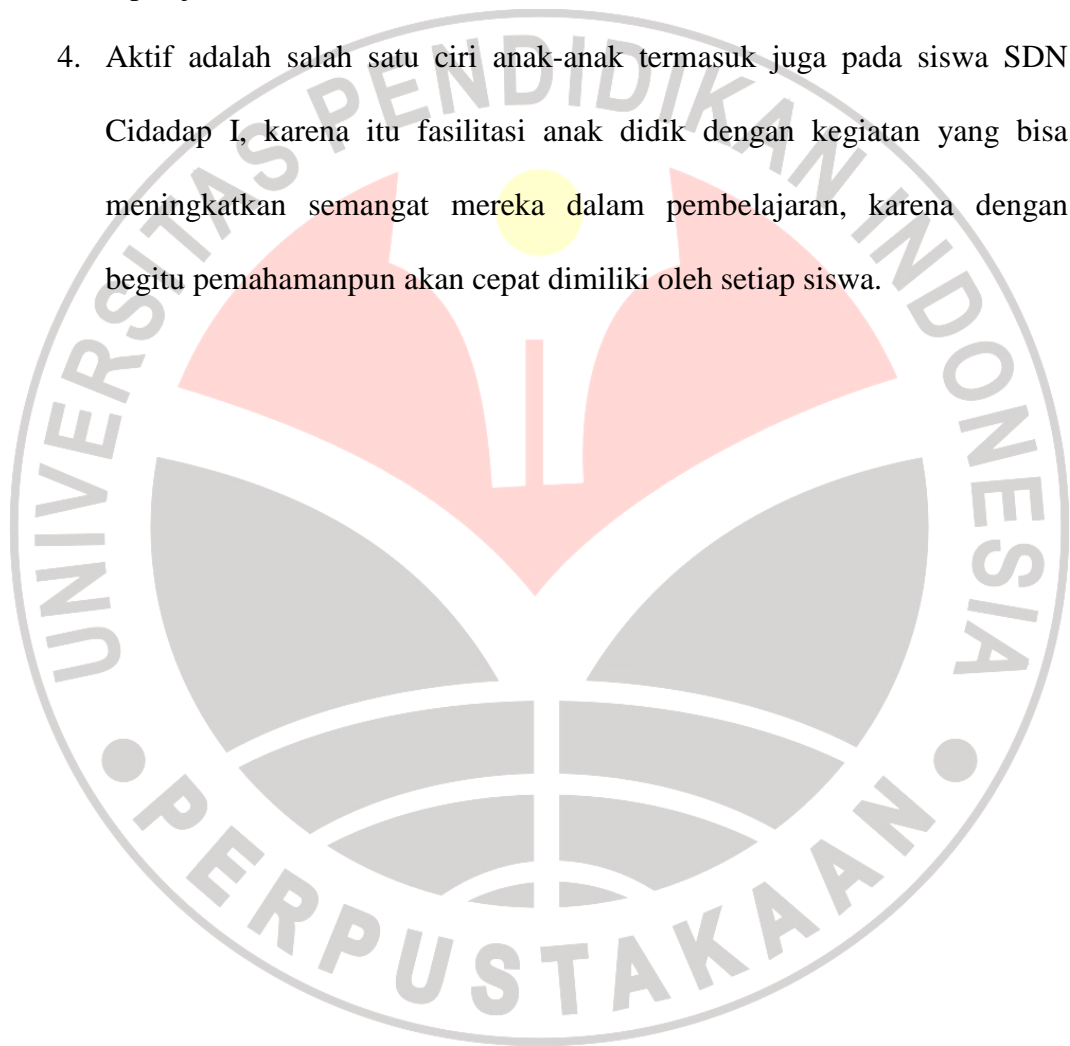 4. Aktif adalah salah satu ciri anak-anak termasuk juga pada siswa SDN
Cidadap I, karena itu fasilitasi anak didik dengan kegiatan yang bisa
meningkatkan semangat mereka dalam pembelajaran, karena dengan
begitu pemahamanpun akan cepat dimiliki oleh setiap siswa.
UNIVERSITAS PENDIDIKAN INDONESIA
PERPUSTAKAAN